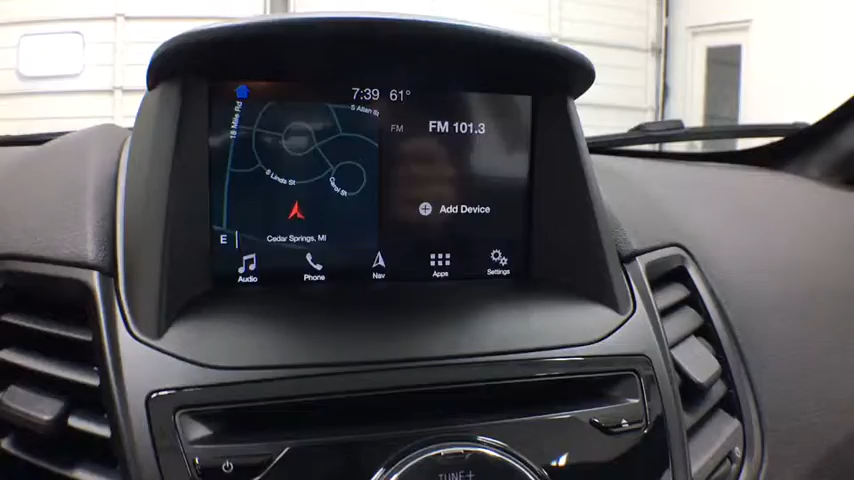 7:39 61°
18 Mile Rd
S Allen St
FM
FM 101.3
S Linda St
Carol St
Add Device
E
Cedar Springs, MI
Audio
Phone
Nav
Apps
Settings
TUNE+